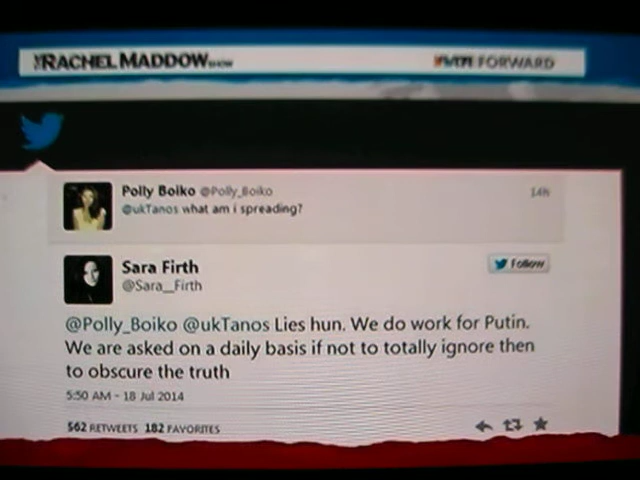 THE RACHEL MADDOW SHOW
FORWARD
Polly Boiko @Polly_Boiko 14h
@ukTanos what am i spreading?
Sara Firth Follow
@Sara__Firth
@Polly_Boiko @ukTanos Lies hun. We do work for Putin.
We are asked on a daily basis if not to totally ignore then
to obscure the truth
5:50 AM - 18 Jul 2014
562 RETWEETS 182 FAVORITES